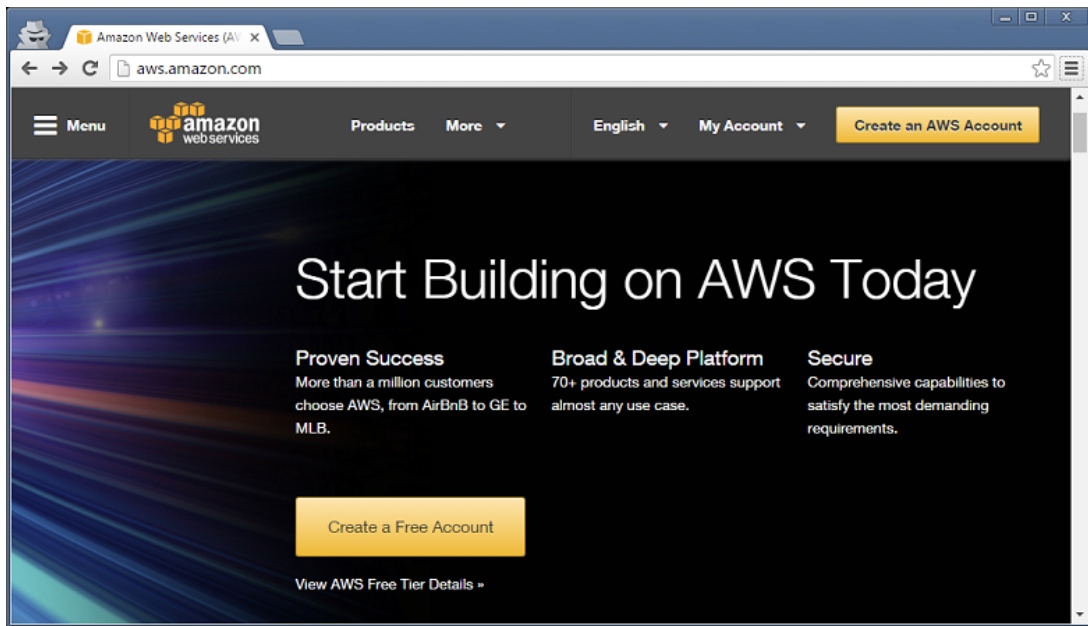 Amazon Web Services (AV
aws.amazon.com
Menu
amazon
webservices
Products
More
English
My Account
Create an AWS Account
Start Building on AWS Today
Proven Success
More than a million customers
choose AWS, from AirBnB to GE to
MLB.
Broad & Deep Platform
70+ products and services support
almost any use case.
Secure
Comprehensive capabilities to
satisfy the most demanding
requirements.
Create a Free Account
View AWS Free Tier Details »